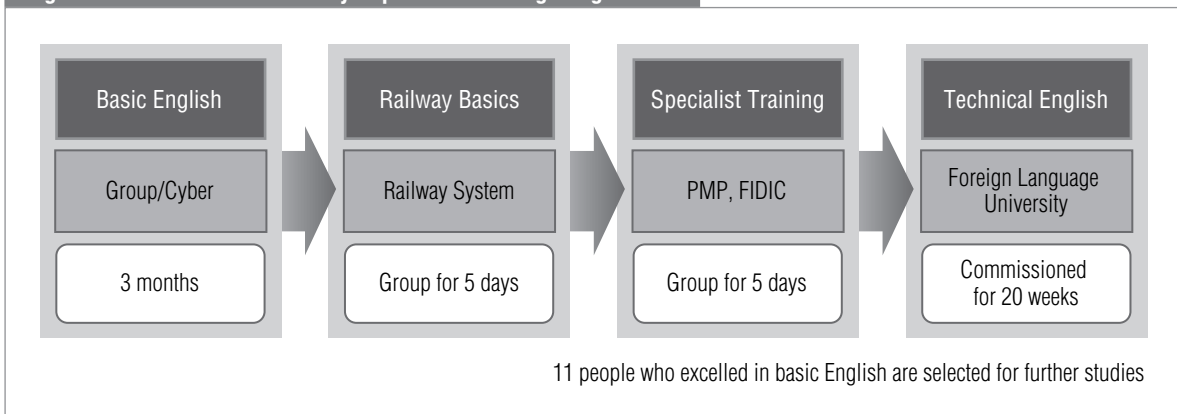 Basic English
Group/Cyber
3 months
Railway Basics
Railway System
Group for 5 days
Specialist Training
PMP, FIDIC
Group for 5 days
Technical English
Foreign Language
University
Commissioned
for 20 weeks
11 people who excelled in basic English are selected for further studies